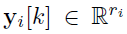 yᵢ[k] ∈ ℝ^{rᵢ}